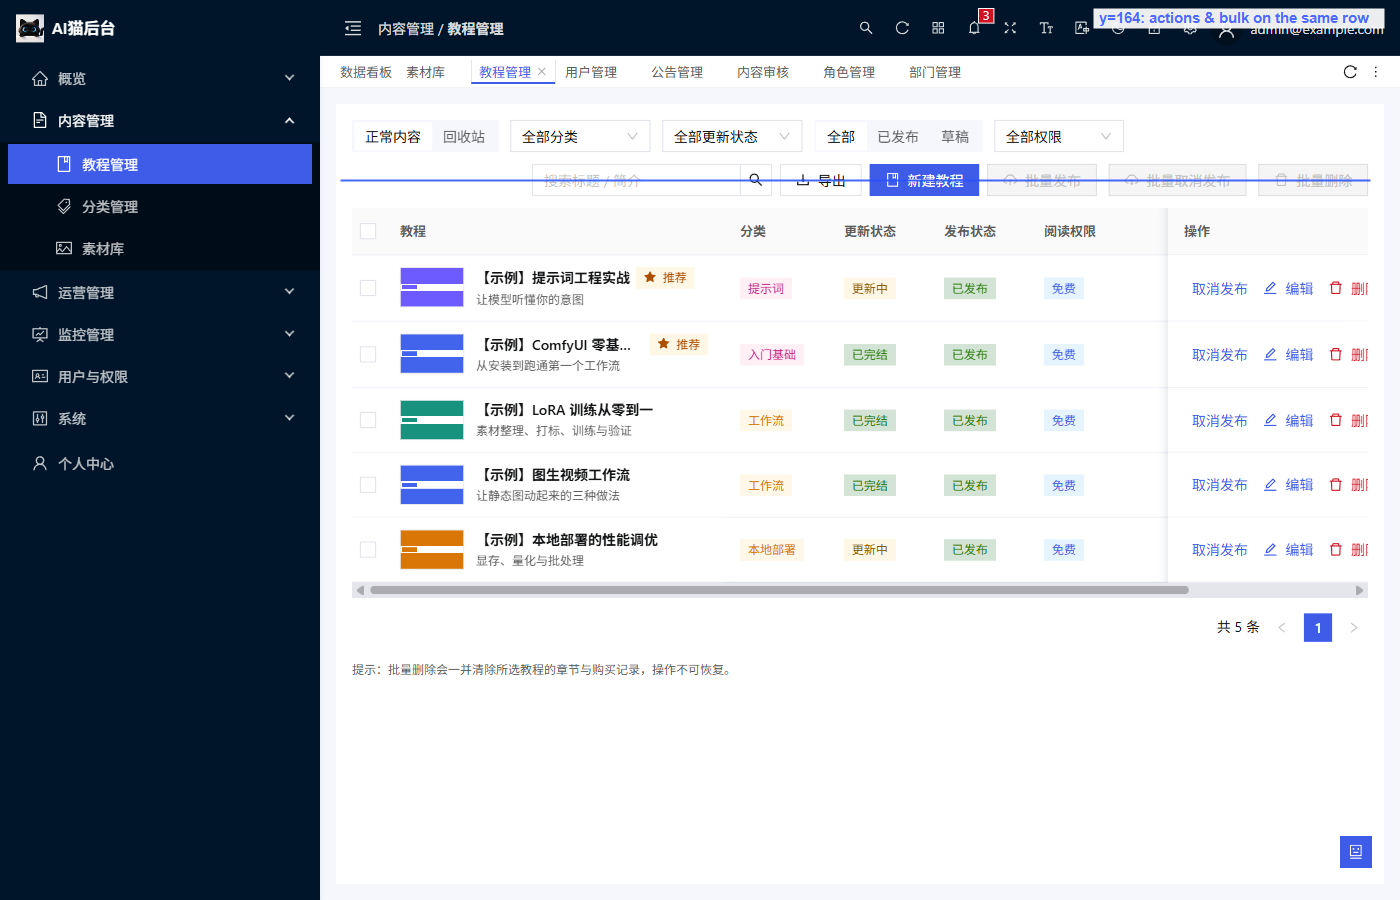 AI猫后台
内容管理 / 教程管理
3
y=164: actions & bulk on the same row
admin@example.com
概览
内容管理
教程管理
分类管理
素材库
运营管理
监控管理
用户与权限
系统
个人中心
数据看板 素材库 教程管理 用户管理 公告管理 内容审核 角色管理 部门管理
正常内容 回收站 全部分类 全部更新状态 全部 已发布 草稿 全部权限
搜索标题 / 简介 导出 新建教程 批量发布 批量取消发布 批量删除
教程 分类 更新状态 发布状态 阅读权限 操作
【示例】提示词工程实战 推荐
让模型听懂你的意图
提示词 更新中 已发布 免费 取消发布 编辑
【示例】ComfyUI 零基... 推荐
从安装到跑通第一个工作流
入门基础 已完结 已发布 免费 取消发布 编辑
【示例】LoRA 训练从零到一
素材整理、打标、训练与验证
工作流 已完结 已发布 免费 取消发布 编辑
【示例】图生视频工作流
让静态图动起来的三种做法
工作流 已完结 已发布 免费 取消发布 编辑
【示例】本地部署的性能调优
显存、量化与批处理
本地部署 更新中 已发布 免费 取消发布 编辑
共 5 条 1
提示：批量删除会一并清除所选教程的章节与购买记录，操作不可恢复。